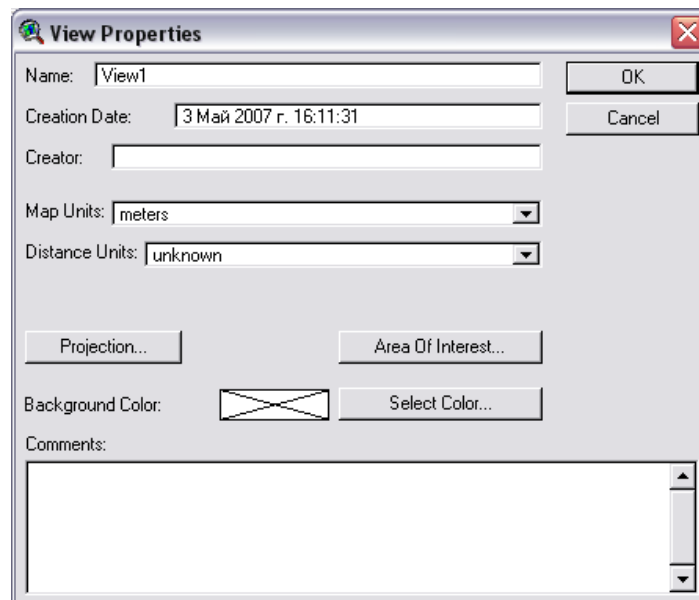 View Properties
Name: View1
OK
Creation Date: 3 Май 2007 г. 16:11:31
Cancel
Creator:
Map Units: meters
Distance Units: unknown
Projection...
Area Of Interest...
Background Color:
Select Color...
Comments: